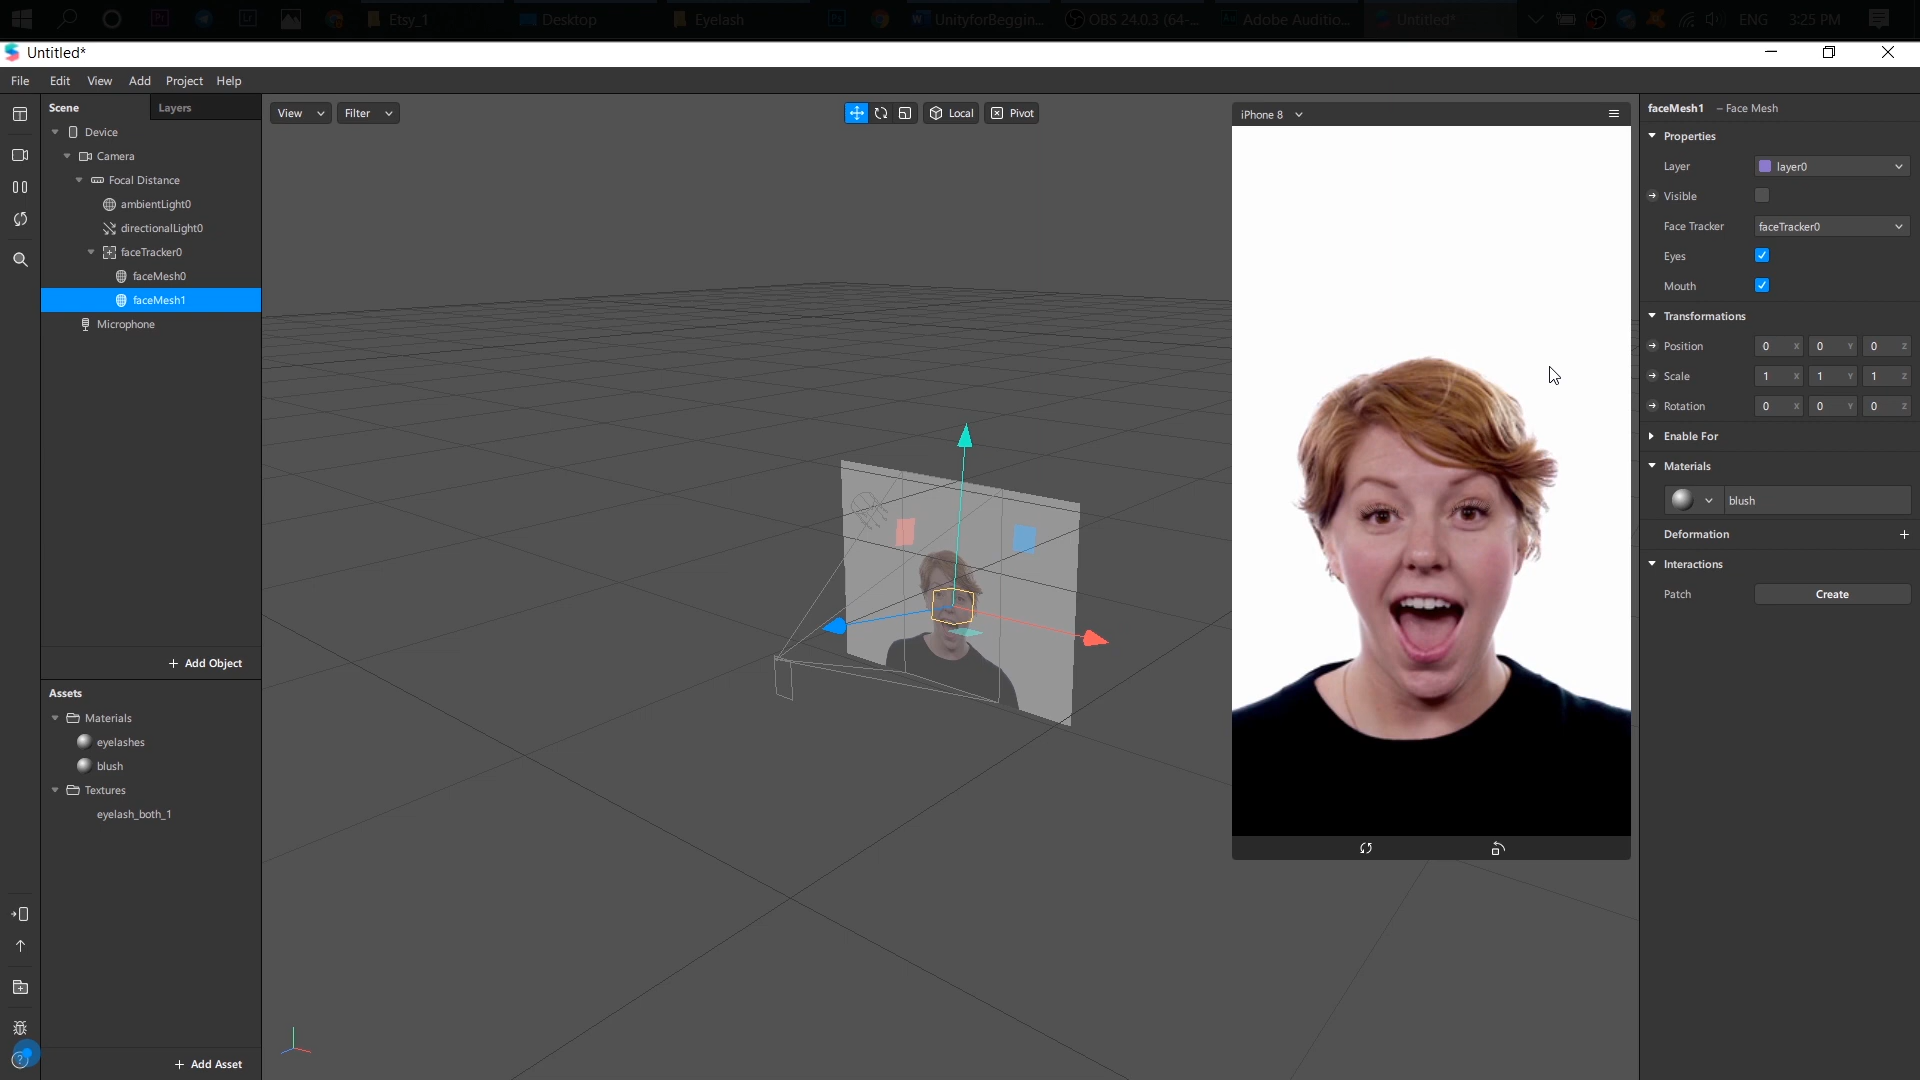 Etsy_1
Desktop
Eyelash
UnityforBeggin...
OBS 24.0.3 (64-...
Adobe Auditio...
Untitled*
ENG
3:25 PM
Untitled*
File Edit View Add Project Help
Scene
Layers
Device
Camera
Focal Distance
ambientLight0
directionalLight0
faceTracker0
faceMesh0
faceMesh1
Microphone
+ Add Object
Assets
Materials
eyelashes
blush
Textures
eyelash_both_1
+ Add Asset
View
Filter
Local
Pivot
iPhone 8
faceMesh1 – Face Mesh
Properties
Layer layer0
Visible
Face Tracker faceTracker0
Eyes
Mouth
Transformations
Position 0 X 0 Y 0 Z
Scale 1 X 1 Y 1 Z
Rotation 0 X 0 Y 0 Z
Enable For
Materials
blush
Deformation +
Interactions
Patch Create